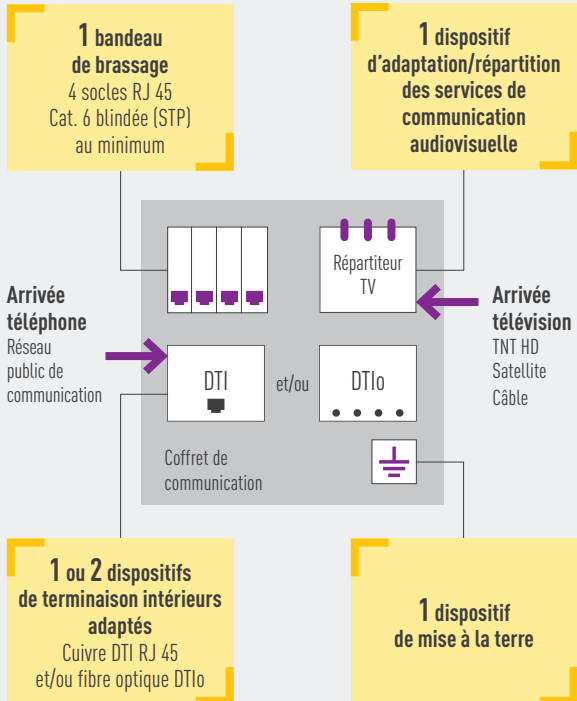 1 bandeau
de brassage
4 socles RJ 45
Cat. 6 blindée (STP)
au minimum
1 dispositif
d'adaptation/répartition
des services de
communication
audiovisuelle
Répartiteur
TV
Arrivée
téléphone
Réseau
public de
communication
Arrivée
télévision
TNT HD
Satellite
Câble
DTI
et/ou
DTIo
Coffret de
communication
1 ou 2 dispositifs
de terminaison intérieurs
adaptés
Cuivre DTI RJ 45
et/ou fibre optique DTIo
1 dispositif
de mise à la terre